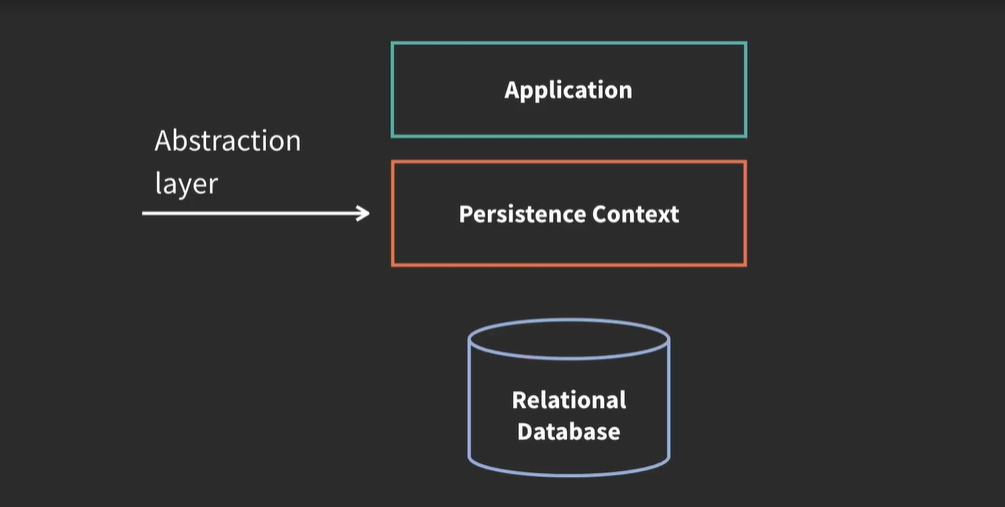 Application
Abstraction
layer
Persistence Context
Relational
Database